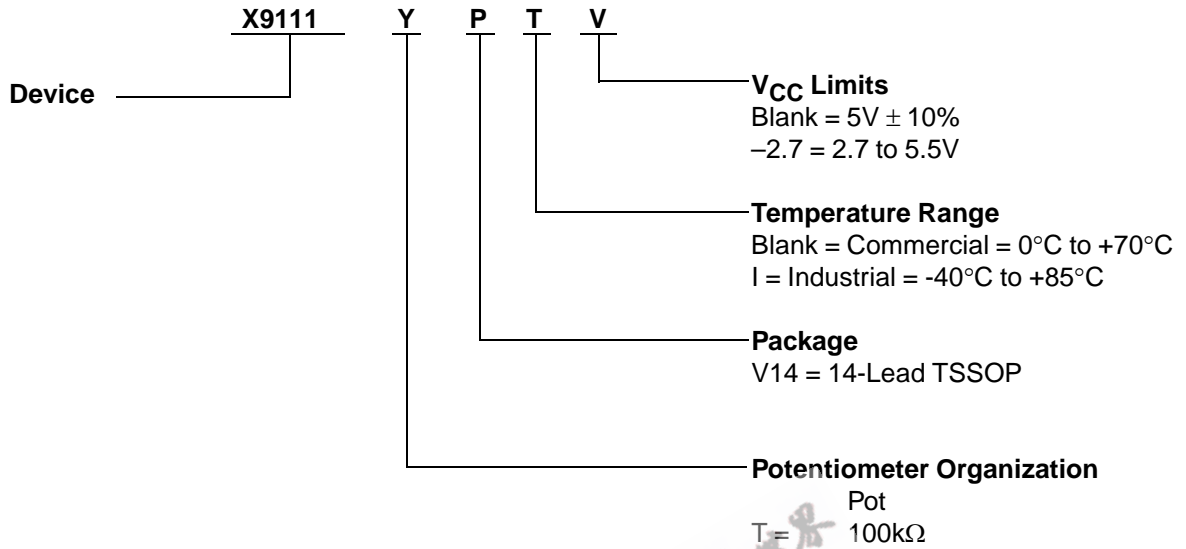 X9111 Y P T V
Device
VCC Limits
Blank = 5V ± 10%
–2.7 = 2.7 to 5.5V
Temperature Range
Blank = Commercial = 0°C to +70°C
I = Industrial = -40°C to +85°C
Package
V14 = 14-Lead TSSOP
Potentiometer Organization
Pot
T = 100kΩ